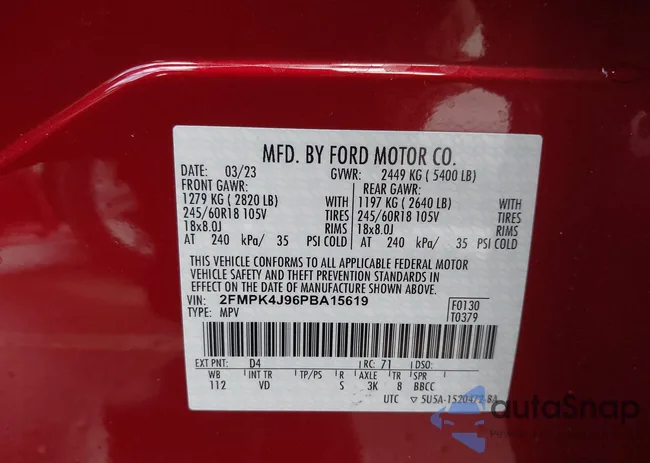 MFD. BY FORD MOTOR CO.
DATE: 03/23 GVWR: 2449 KG ( 5400 LB)
FRONT GAWR: REAR GAWR:
1279 KG ( 2820 LB) WITH 1197 KG ( 2640 LB) WITH
245/60R18 105V TIRES 245/60R18 105V TIRES
18x8.0J RIMS 18x8.0J RIMS
AT 240 kPa/ 35 PSI COLD AT 240 kPa/ 35 PSI COLD
THIS VEHICLE CONFORMS TO ALL APPLICABLE FEDERAL MOTOR
VEHICLE SAFETY AND THEFT PREVENTION STANDARDS IN
EFFECT ON THE DATE OF MANUFACTURE SHOWN ABOVE.
VIN: 2FMPK4J96PBA15619 F0130
TYPE: MPV T0379
EXT PNT: D4 RC: 71 DSO:
WB INT TR TP/PS R AXLE TR SPR
112 VD S 3K B BBCC
UTC ▽ 5U5A-1520472-BA
autoSnap